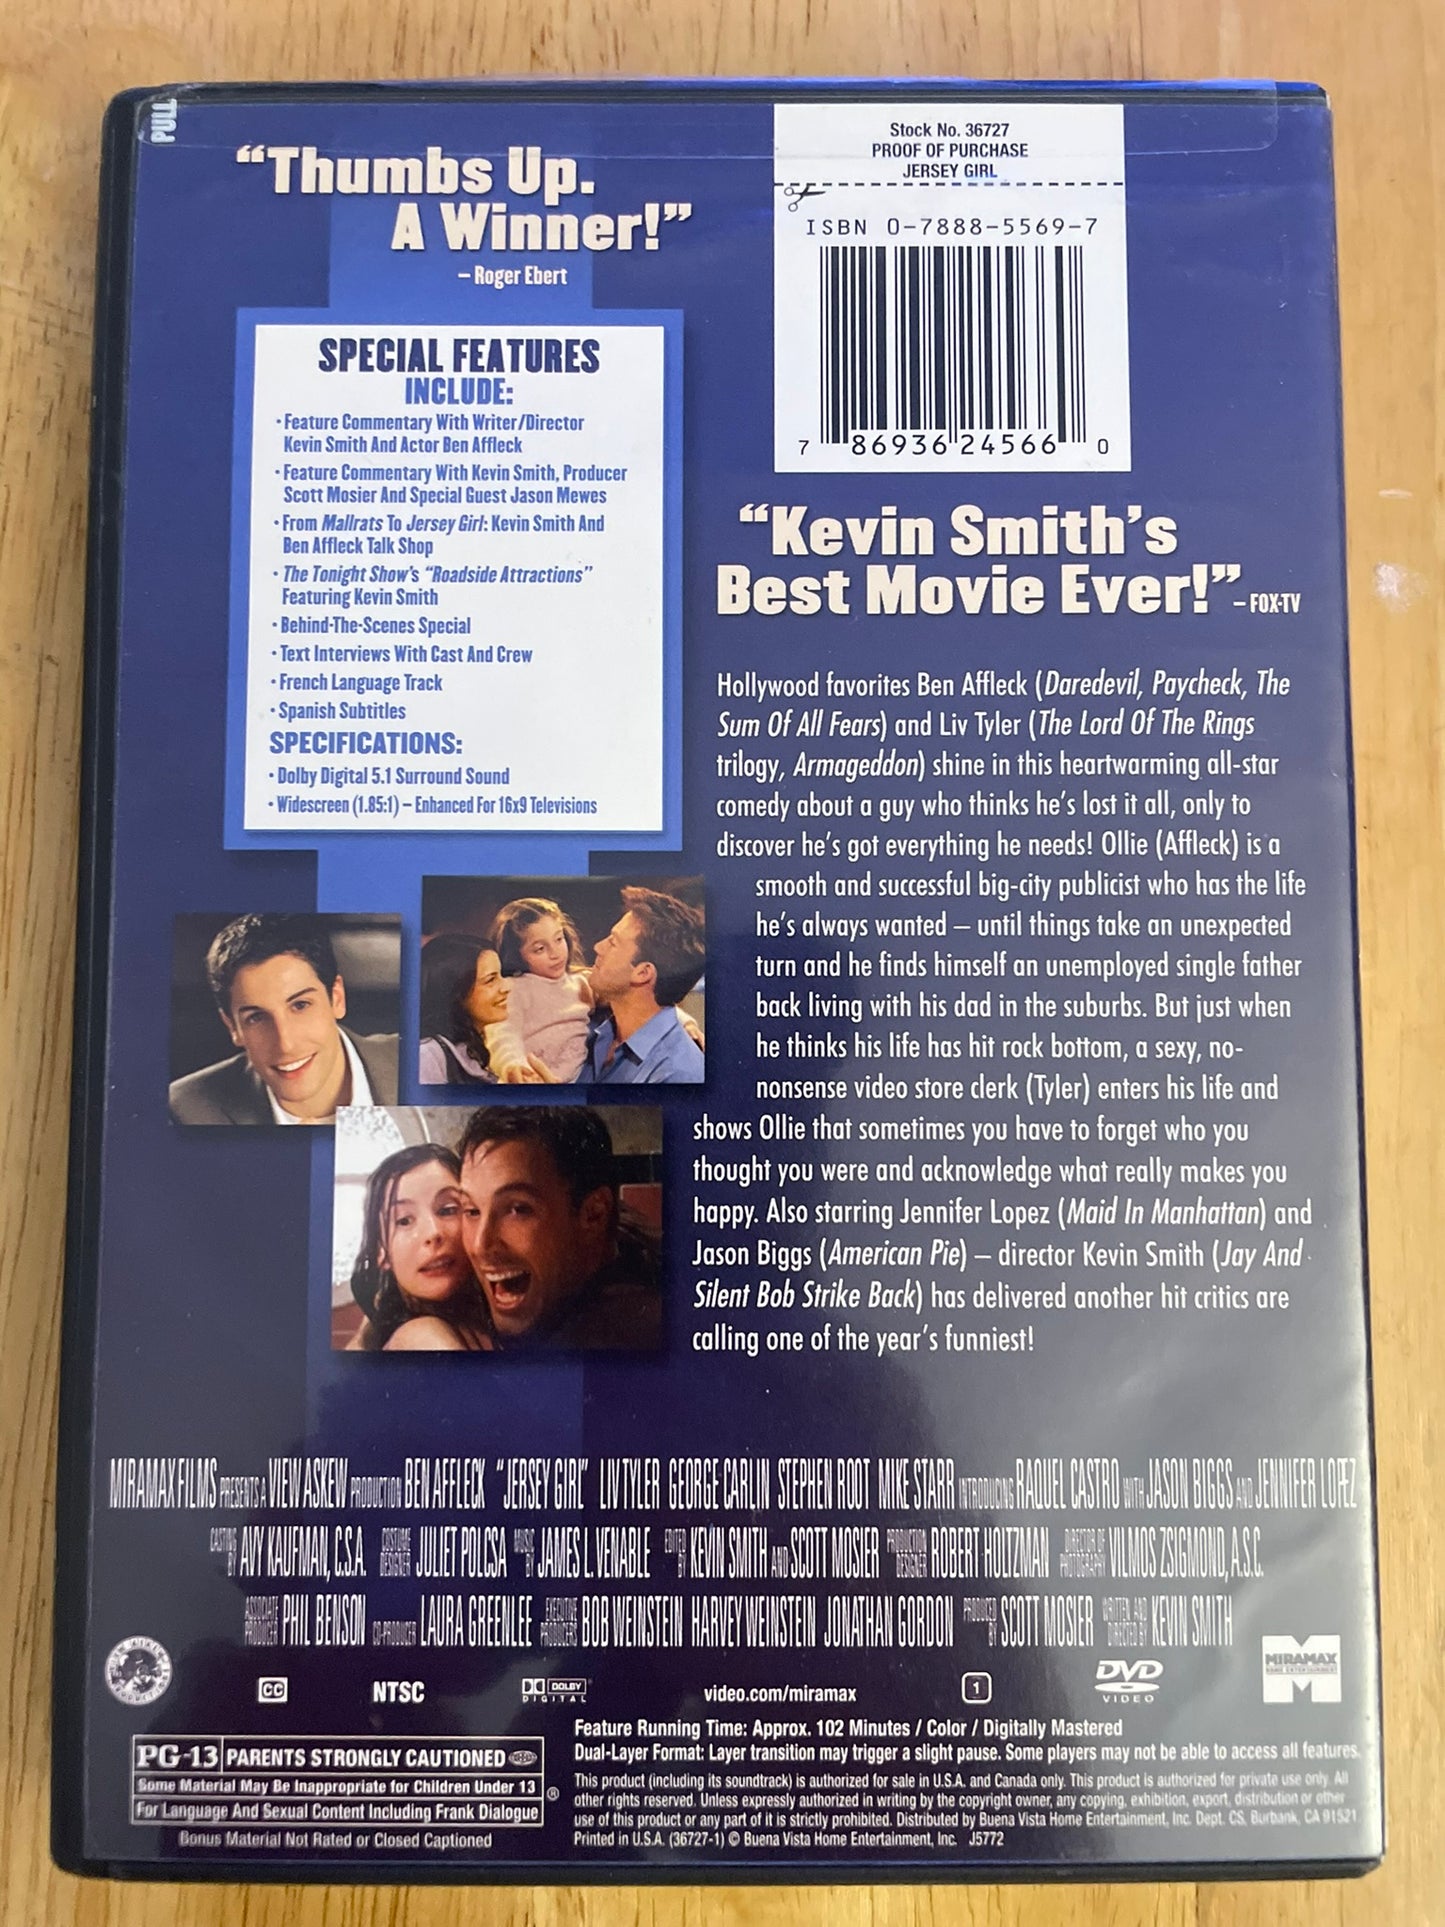 PULL
“Thumbs Up.
A Winner!”
– Roger Ebert
Stock No. 36727
PROOF OF PURCHASE
JERSEY GIRL
ISBN 0-7888-5569-7
7 86936 24566 0
SPECIAL FEATURES
INCLUDE:
• Feature Commentary With Writer/Director
Kevin Smith And Actor Ben Affleck
• Feature Commentary With Kevin Smith, Producer
Scott Mosier And Special Guest Jason Mewes
• From Mallrats To Jersey Girl: Kevin Smith And
Ben Affleck Talk Shop
• The Tonight Show's “Roadside Attractions”
Featuring Kevin Smith
• Behind-The-Scenes Special
• Text Interviews With Cast And Crew
• French Language Track
• Spanish Subtitles
SPECIFICATIONS:
• Dolby Digital 5.1 Surround Sound
• Widescreen (1.85:1) – Enhanced For 16x9 Televisions
“Kevin Smith's
Best Movie Ever!” – FOX-TV
Hollywood favorites Ben Affleck (Daredevil, Paycheck, The
Sum Of All Fears) and Liv Tyler (The Lord Of The Rings
trilogy, Armageddon) shine in this heartwarming all-star
comedy about a guy who thinks he's lost it all, only to
discover he's got everything he needs! Ollie (Affleck) is a
smooth and successful big-city publicist who has the life
he's always wanted – until things take an unexpected
turn and he finds himself an unemployed single father
back living with his dad in the suburbs. But just when
he thinks his life has hit rock bottom, a sexy, no-
nonsense video store clerk (Tyler) enters his life and
shows Ollie that sometimes you have to forget who you
thought you were and acknowledge what really makes you
happy. Also starring Jennifer Lopez (Maid In Manhattan) and
Jason Biggs (American Pie) – director Kevin Smith (Jay And
Silent Bob Strike Back) has delivered another hit critics are
calling one of the year's funniest!
MIRAMAX FILMS PRESENTS A VIEW ASKEW PRODUCTION BEN AFFLECK “JERSEY GIRL” LIV TYLER GEORGE CARLIN STEPHEN ROOT MIKE STARR INTRODUCING RAQUEL CASTRO WITH JASON BIGGS AND JENNIFER LOPEZ
CASTING BY AVY KAUFMAN, C.S.A. COSTUME DESIGNER JULIET POLCSA MUSIC BY JAMES L. VENABLE EDITED BY KEVIN SMITH AND SCOTT MOSIER PRODUCTION DESIGNER ROBERT HOLTZMAN DIRECTOR OF PHOTOGRAPHY VILMOS ZSIGMOND, A.S.C.
ASSOCIATE PRODUCER PHIL BENSON CO-PRODUCER LAURA GREENLEE EXECUTIVE PRODUCERS BOB WEINSTEIN HARVEY WEINSTEIN JONATHAN GORDON PRODUCED BY SCOTT MOSIER WRITTEN AND DIRECTED BY KEVIN SMITH
CC NTSC DOLBY DIGITAL video.com/miramax 1 DVD VIDEO MIRAMAX HOME ENTERTAINMENT
PG-13 PARENTS STRONGLY CAUTIONED
Some Material May Be Inappropriate for Children Under 13 ®
For Language And Sexual Content Including Frank Dialogue
Bonus Material Not Rated or Closed Captioned
Feature Running Time: Approx. 102 Minutes / Color / Digitally Mastered
Dual-Layer Format: Layer transition may trigger a slight pause. Some players may not be able to access all features.
This product (including its soundtrack) is authorized for sale in U.S.A. and Canada only. This product is authorized for private use only. All
other rights reserved. Unless expressly authorized in writing by the copyright owner, any copying, exhibition, export, distribution or other
use of this product or any part of it is strictly prohibited. Distributed by Buena Vista Home Entertainment, Inc. Dept. CS, Burbank, CA 91521
Printed in U.S.A. (36727-1) © Buena Vista Home Entertainment, Inc. J5772